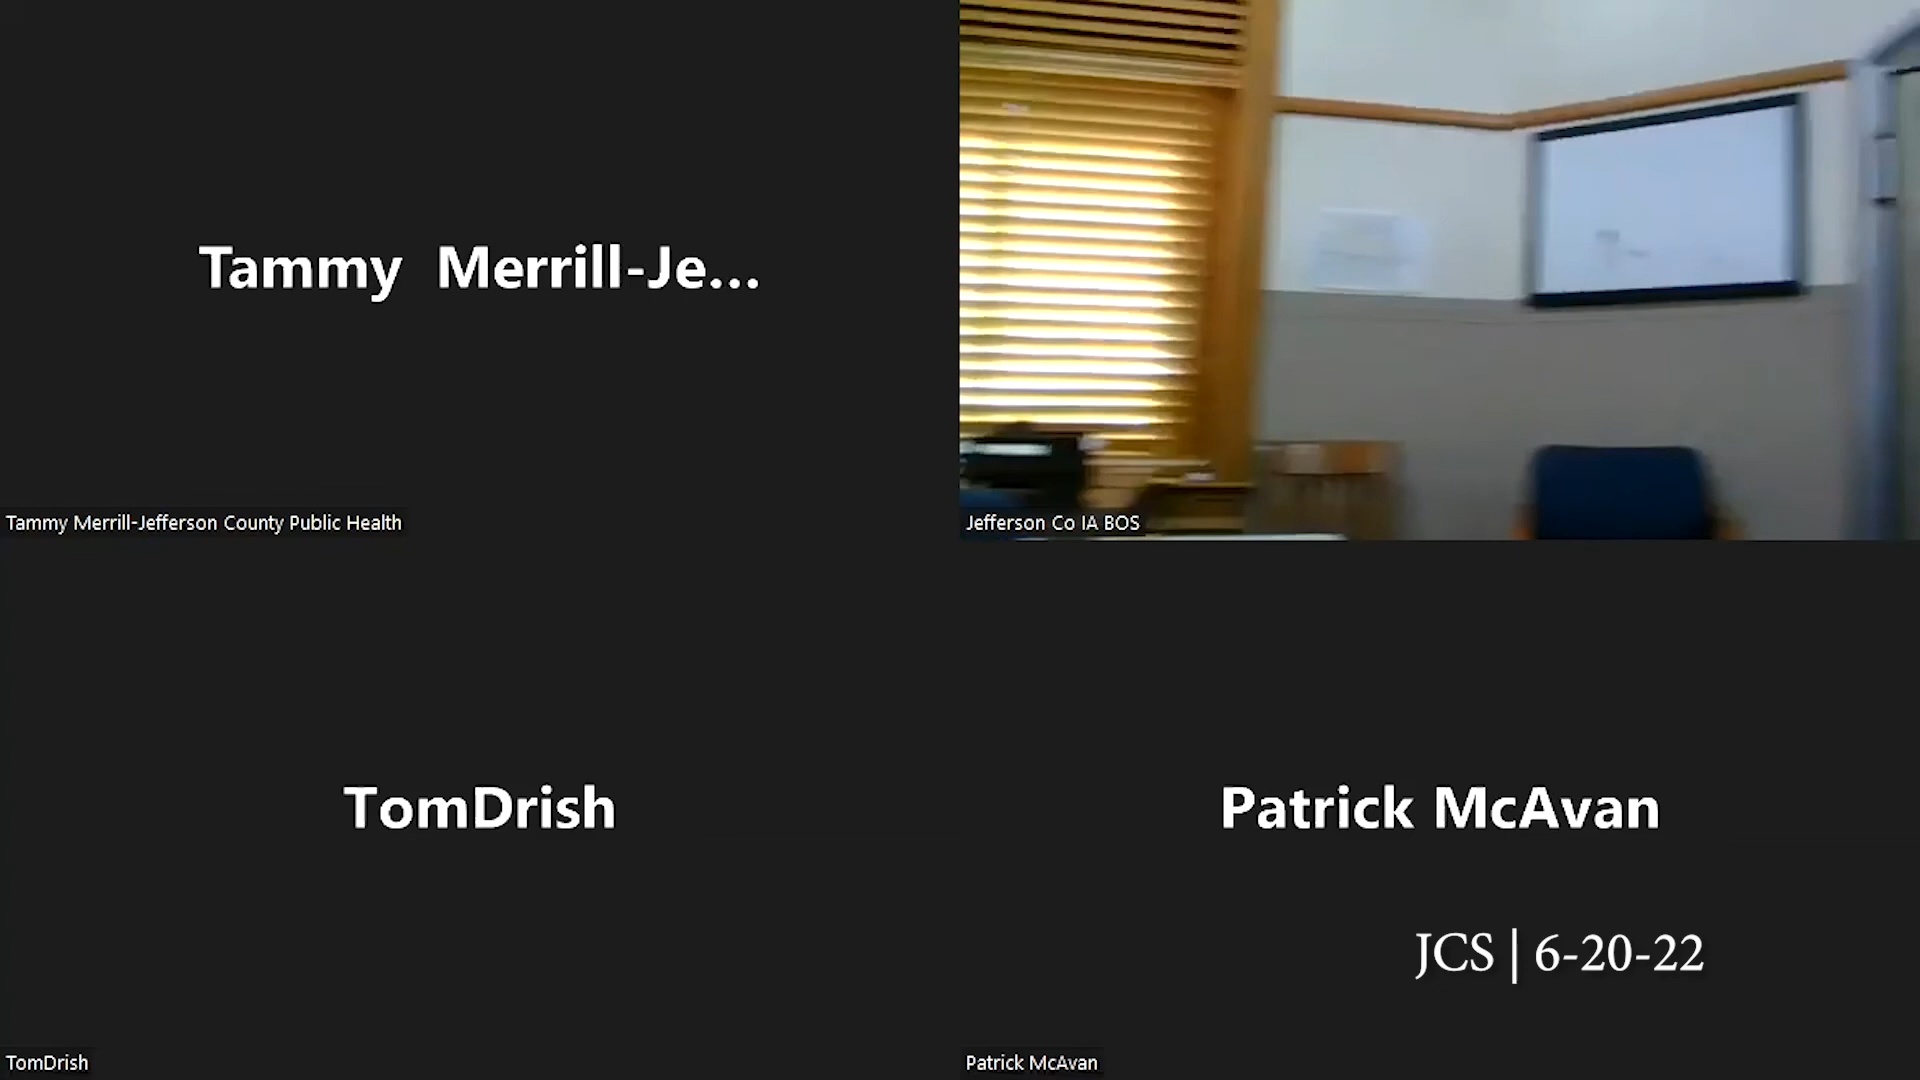 Tammy  Merrill-Je...
Tammy Merrill-Jefferson County Public Health
Jefferson Co IA BOS
TomDrish
Patrick McAvan
JCS | 6-20-22
TomDrish
Patrick McAvan